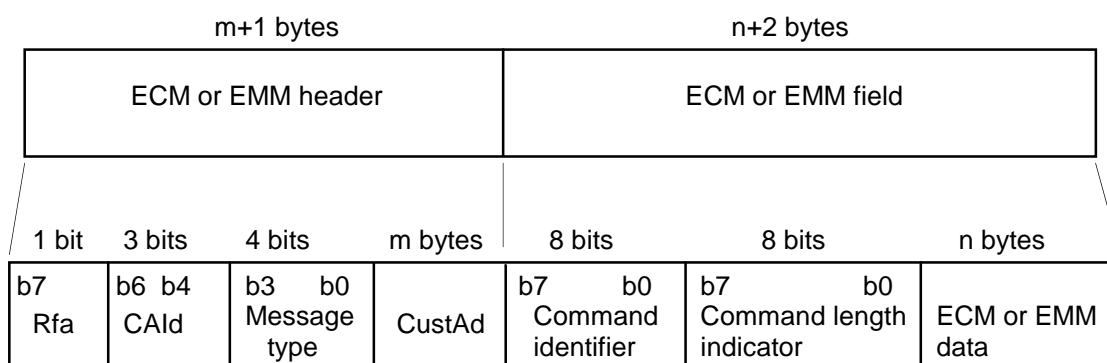 m+1 bytes n+2 bytes
ECM or EMM header ECM or EMM field
1 bit 3 bits 4 bits m bytes 8 bits 8 bits n bytes
b7 b6 b4 b3 b0 b7 b0 b7 b0
Rfa CAId Message type CustAd Command identifier Command length indicator ECM or EMM data